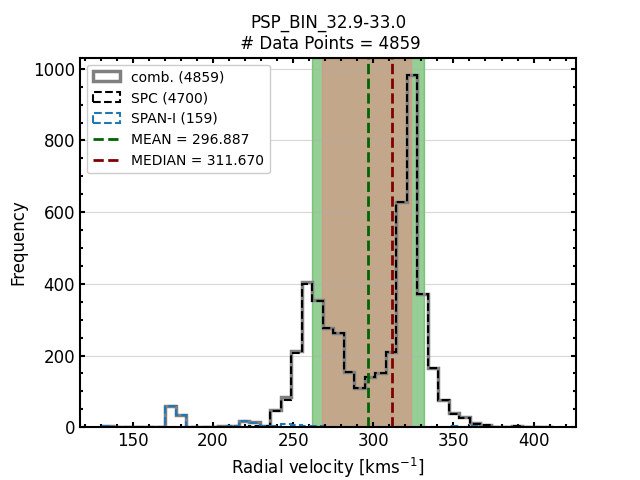 PSP_BIN_32.9-33.0
# Data Points = 4859
comb. (4859)
SPC (4700)
SPAN-I (159)
MEAN = 296.887
MEDIAN = 311.670
Frequency
1000
800
600
400
200
0
150 200 250 300 350 400
Radial velocity [kms⁻¹]